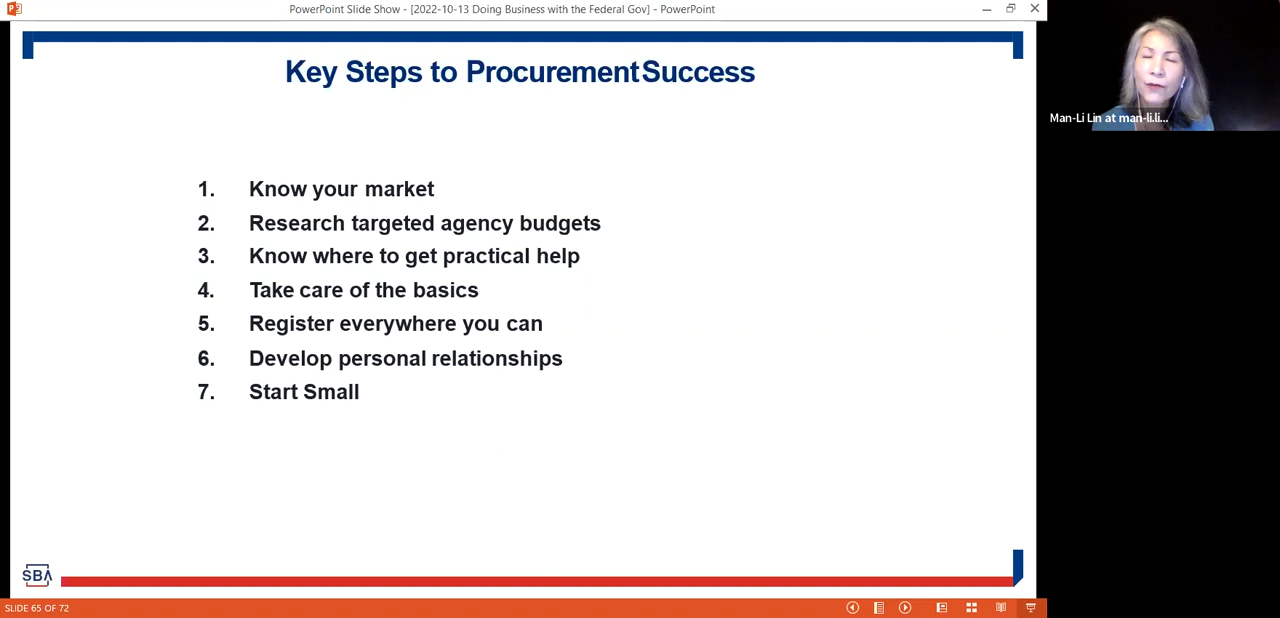 PowerPoint Slide Show - [2022-10-13 Doing Business with the Federal Gov] - PowerPoint
Key Steps to Procurement Success
1. Know your market
2. Research targeted agency budgets
3. Know where to get practical help
4. Take care of the basics
5. Register everywhere you can
6. Develop personal relationships
7. Start Small
SBA
SLIDE 65 OF 72
Man-Li Lin at man-li.li...